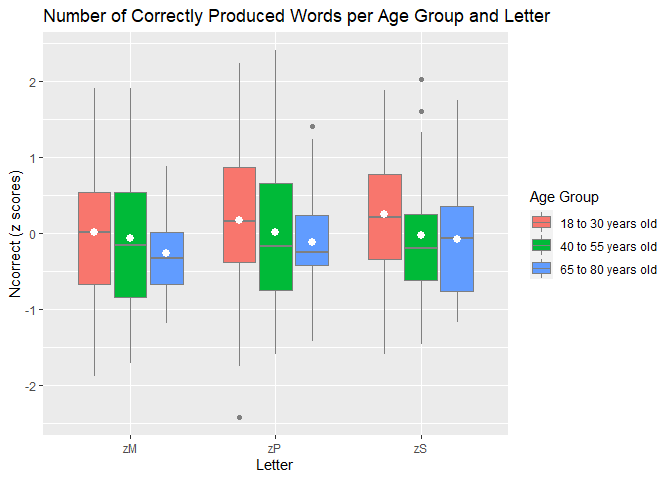 Number of Correctly Produced Words per Age Group and Letter
Ncorrect (z scores)
2
1
0
-1
-2
zM
zP
zS
Letter
Age Group
18 to 30 years old
40 to 55 years old
65 to 80 years old